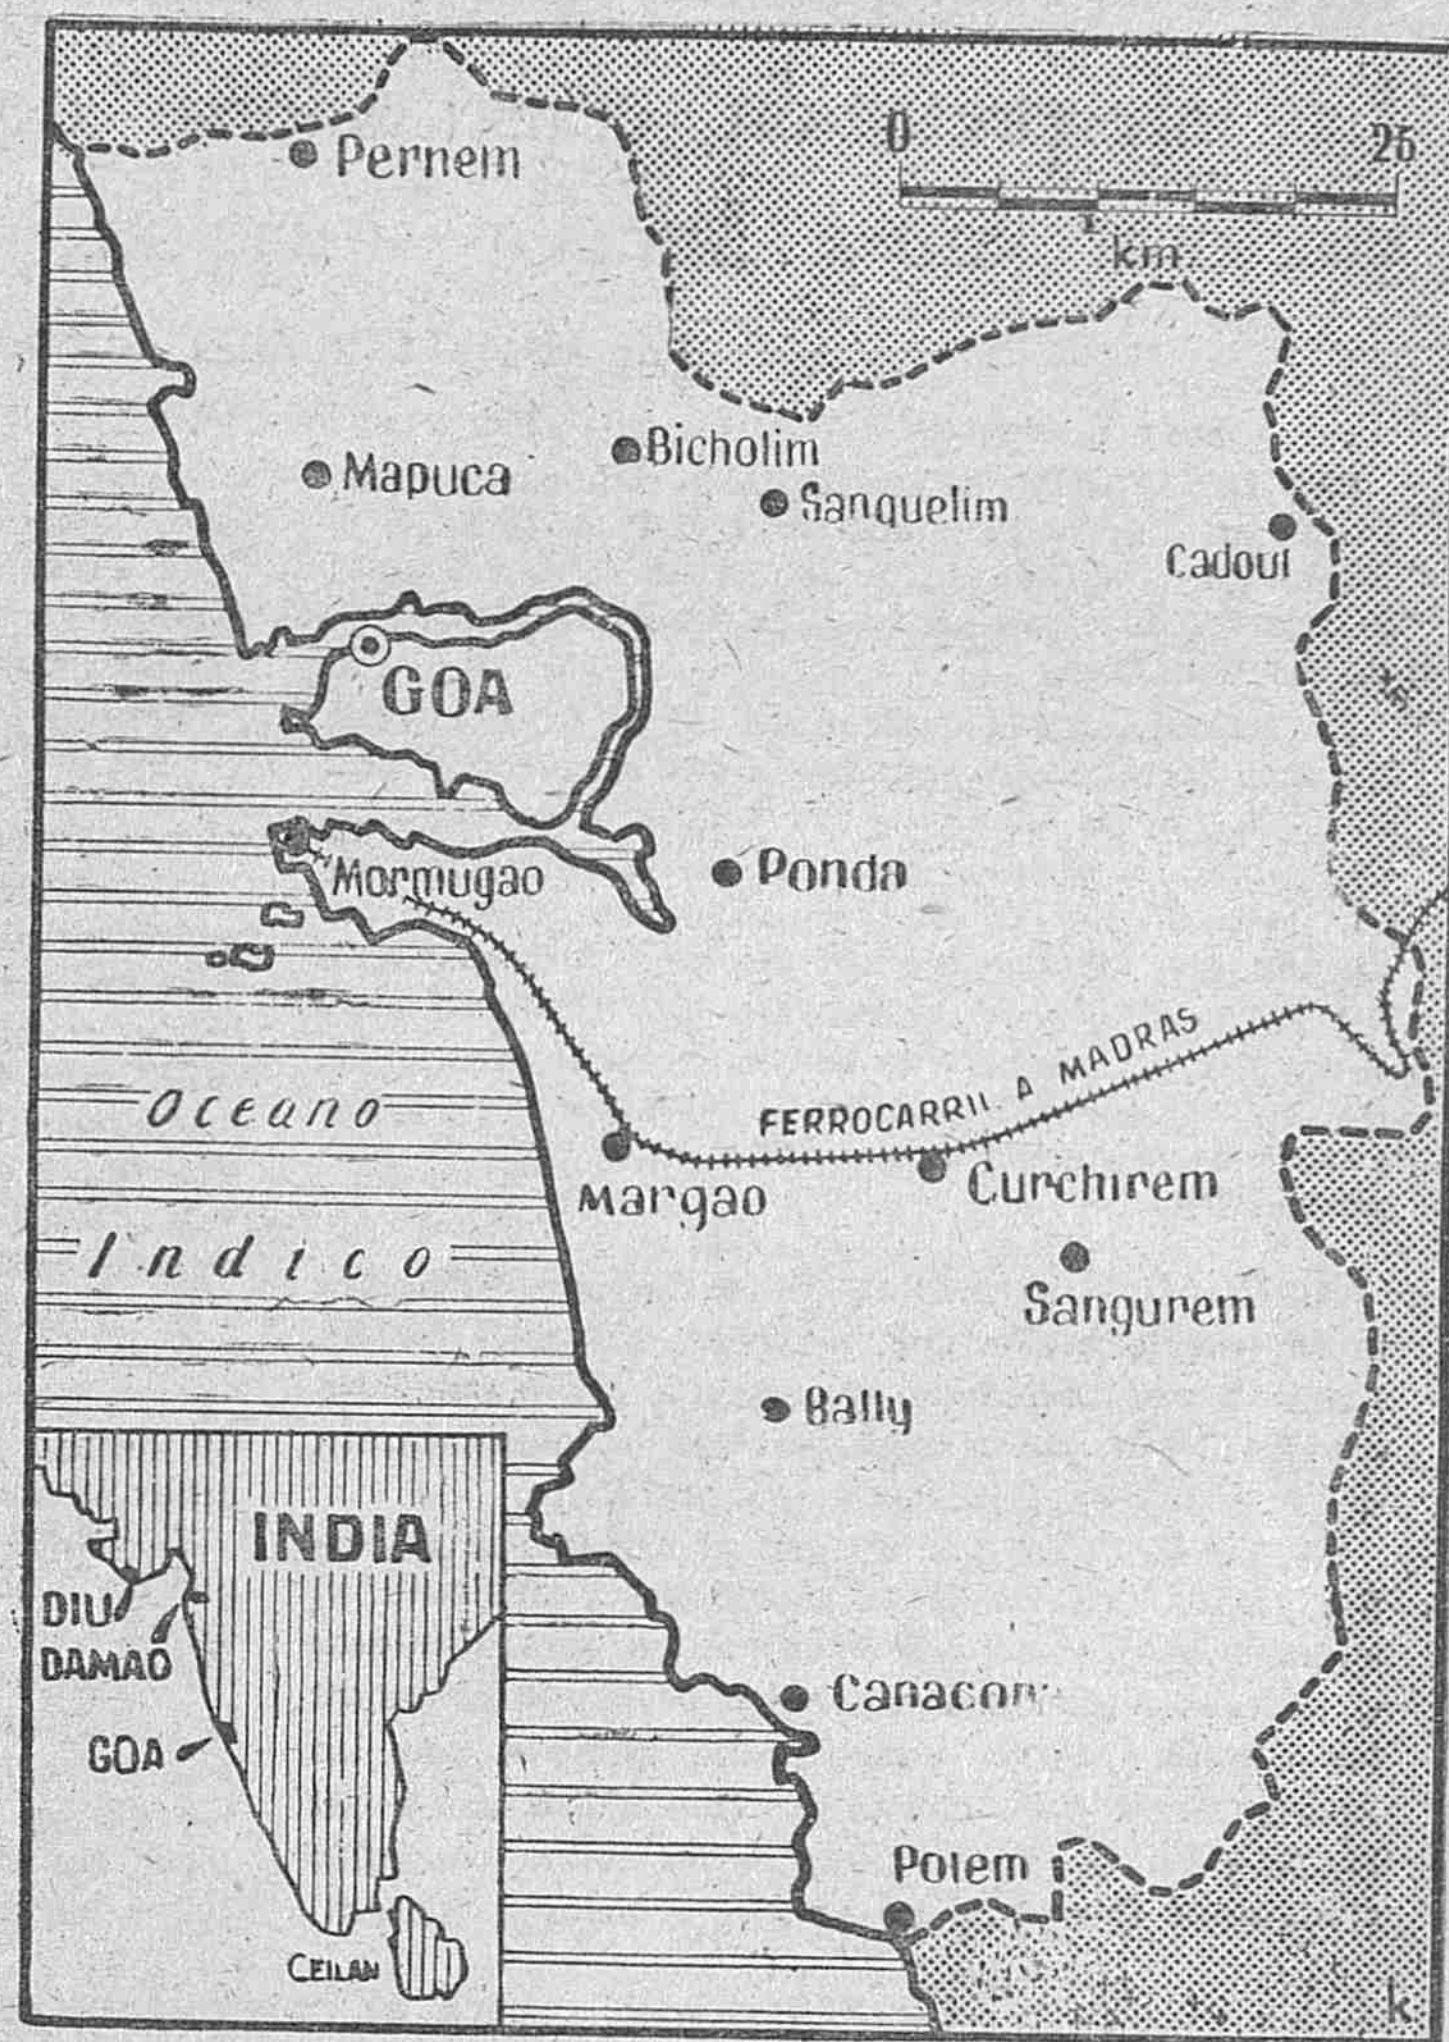 0 25
km
Pernem
Mapuca
Bicholim
Sanquelim
Cadoul
GOA
Mormugao
Ponda
FERROCARRIL A MADRAS
Oceano
Indico
Margao
Curchirem
Sangurem
Bally
INDIA
DIU
DAMAO
GOA
CEILAN
Polem
k